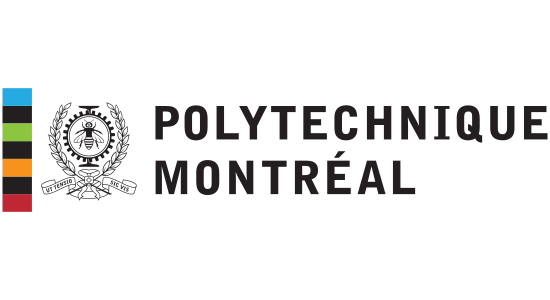 UT TENSIO SIC VIS
POLYTECHNIQUE
MONTRÉAL